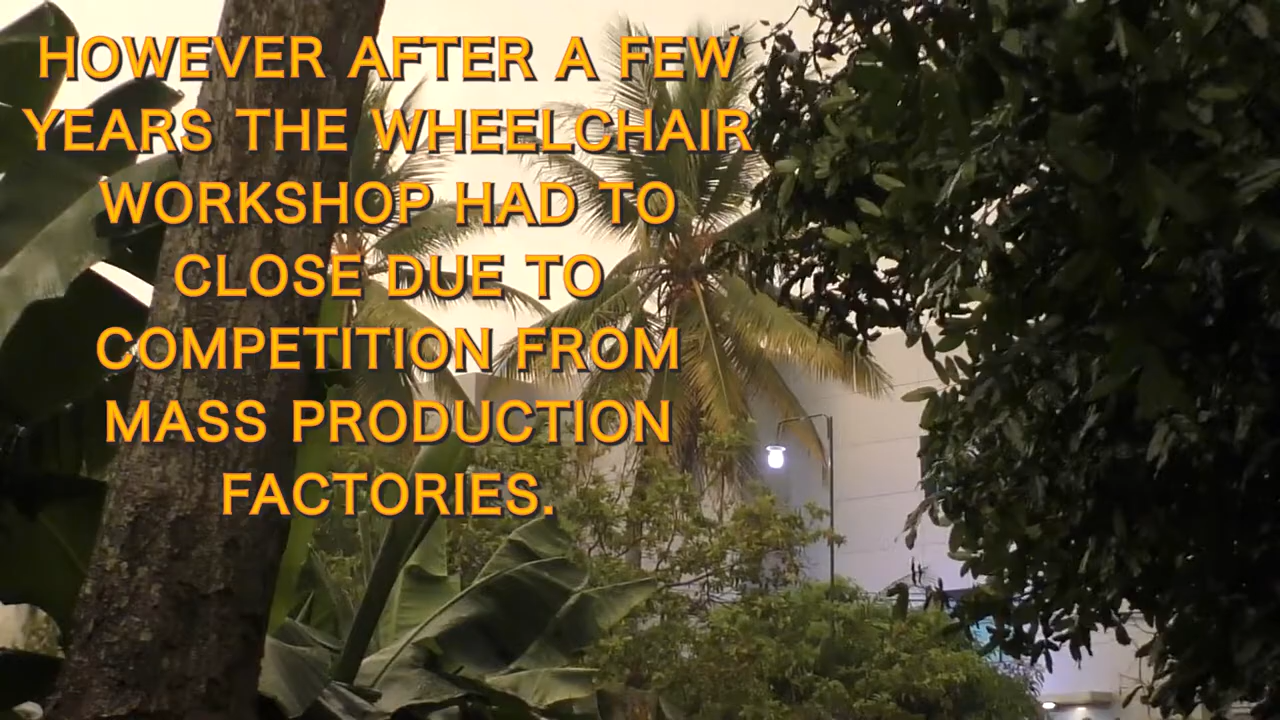 HOWEVER AFTER A FEW
YEARS THE WHEELCHAIR
WORKSHOP HAD TO
CLOSE DUE TO
COMPETITION FROM
MASS PRODUCTION
FACTORIES.